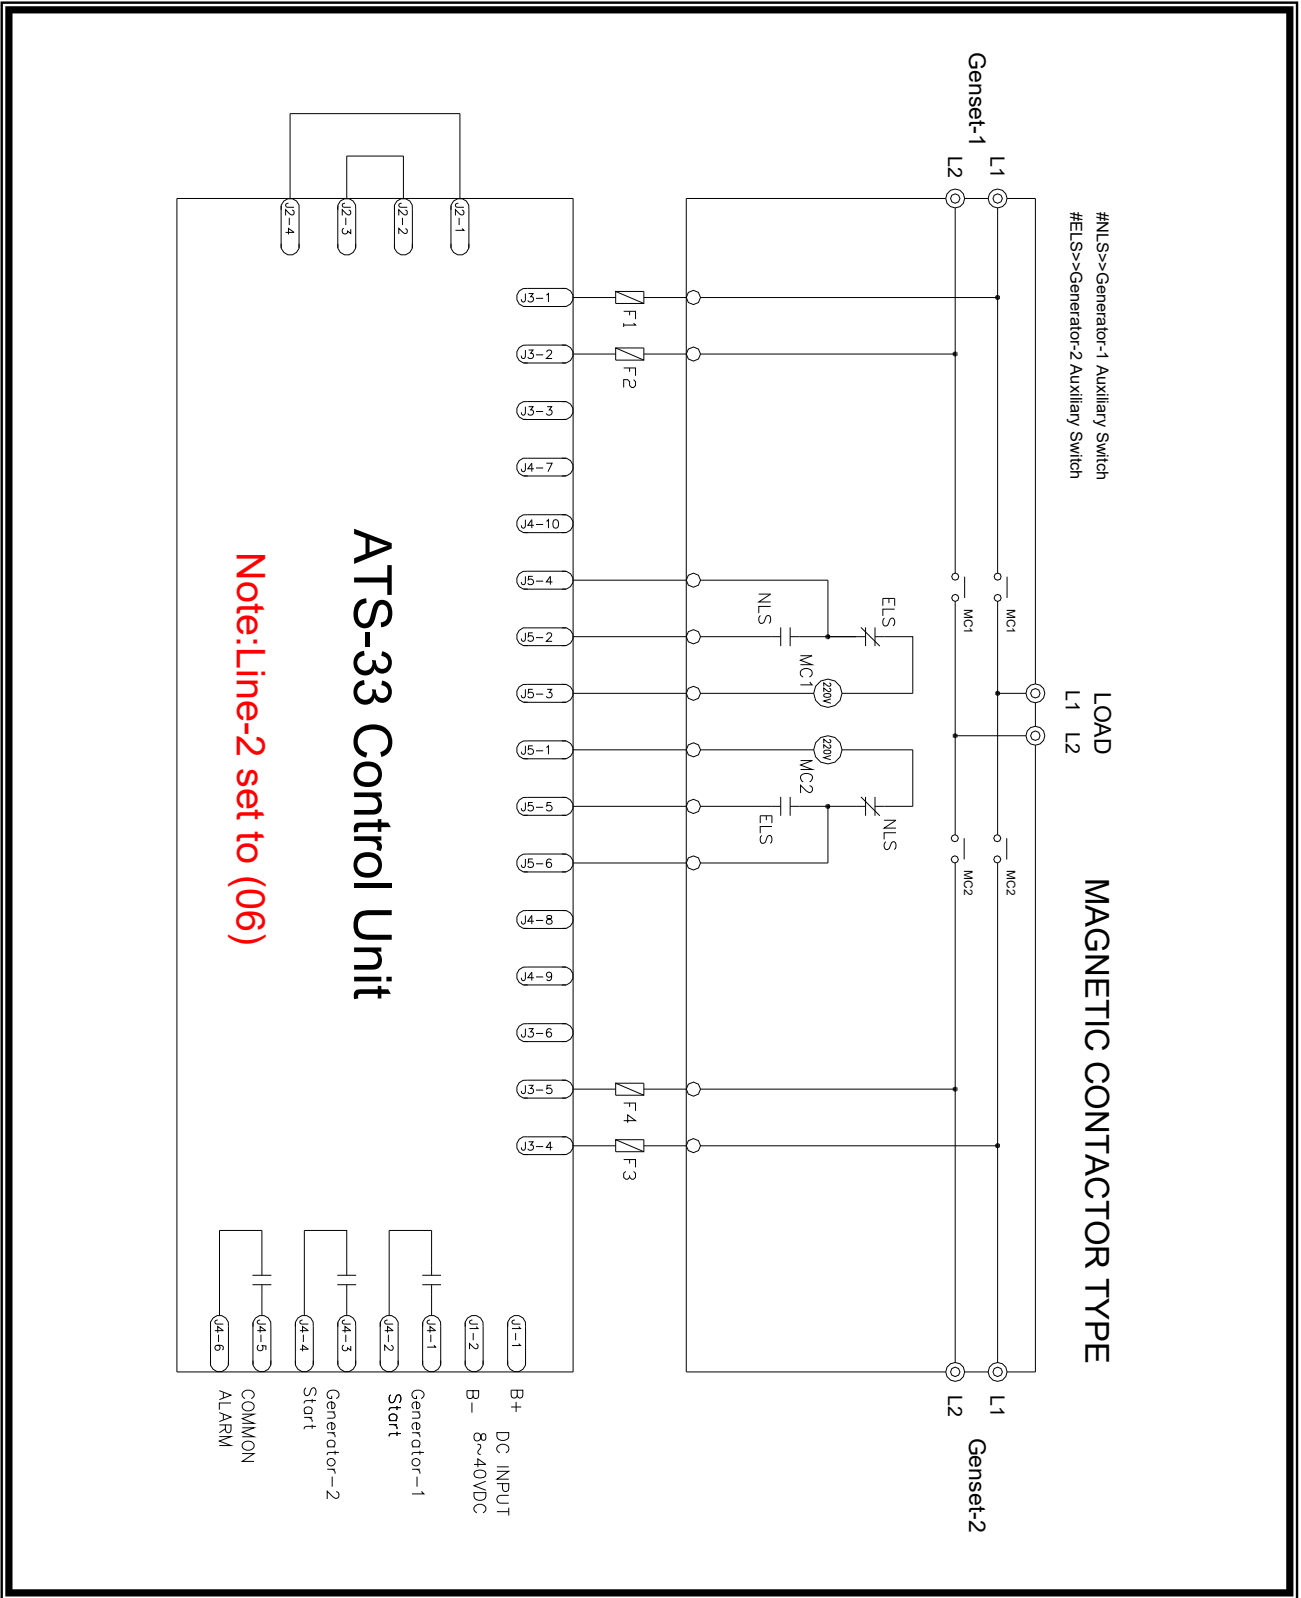 MAGNETIC CONTACTOR TYPE
#NLS>>Generator-1 Auxiliary Switch
#ELS>>Generator-2 Auxiliary Switch
LOAD
L1 L2
Genset-1
L1
L2
MC1
MC1
MC2
MC2
L1
L2
Genset-2
ELS
NLS
MC1
220V
220V
MC2
NLS
ELS
F1
F2
F4
F3
J3-1
J3-2
J3-3
J4-7
J4-10
J5-4
J5-2
J5-3
J5-1
J5-5
J5-6
J4-8
J4-9
J3-6
J3-5
J3-4
J2-1
J2-2
J2-3
J2-4
ATS-33 Control Unit
Note:Line-2 set to (06)
J1-1
B+
DC INPUT
J1-2
B-
8~40VDC
J4-1
Generator-1
J4-2
Start
J4-3
Generator-2
J4-4
Start
J4-5
COMMON
J4-6
ALARM